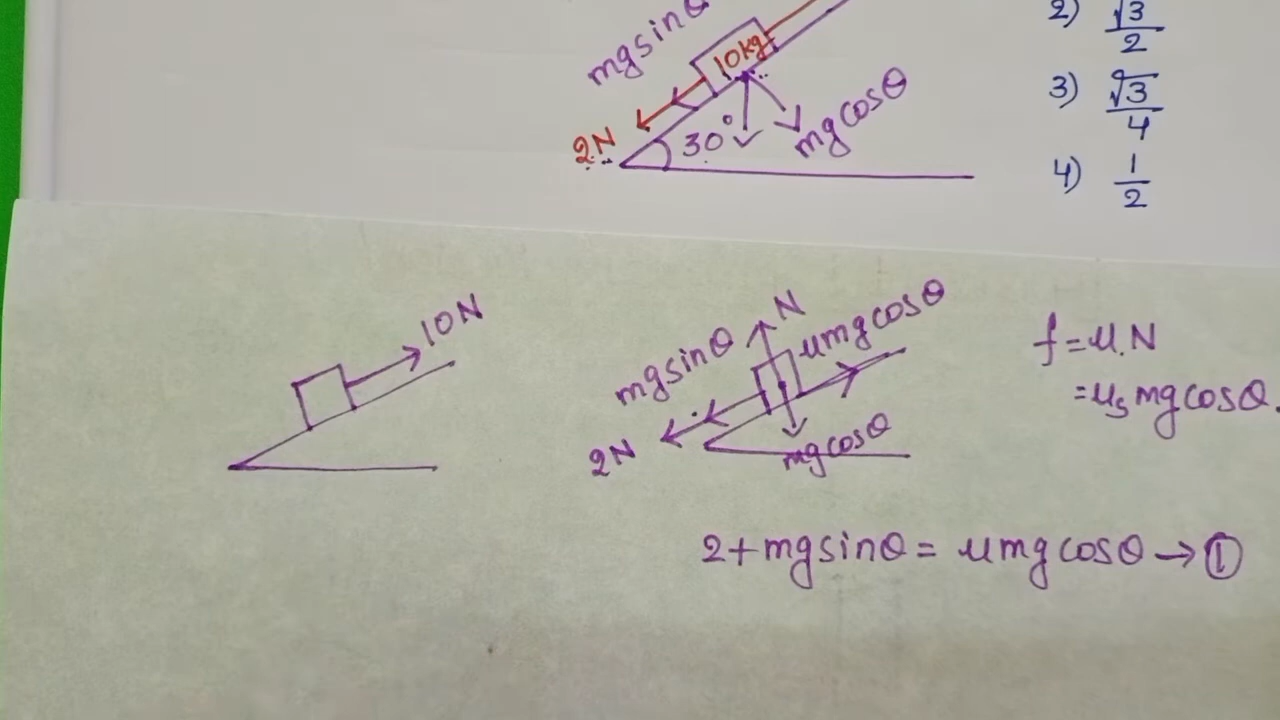 mgsinθ
10kg
2N
30°
mgcosθ
2) √3/2
3) √3/4
4) 1/2
10N
N
mgsinθ
μmgcosθ
2N
mgcosθ
f=μ.N
=μs mgcosθ.
2+mgsinθ = μmgcosθ → ①